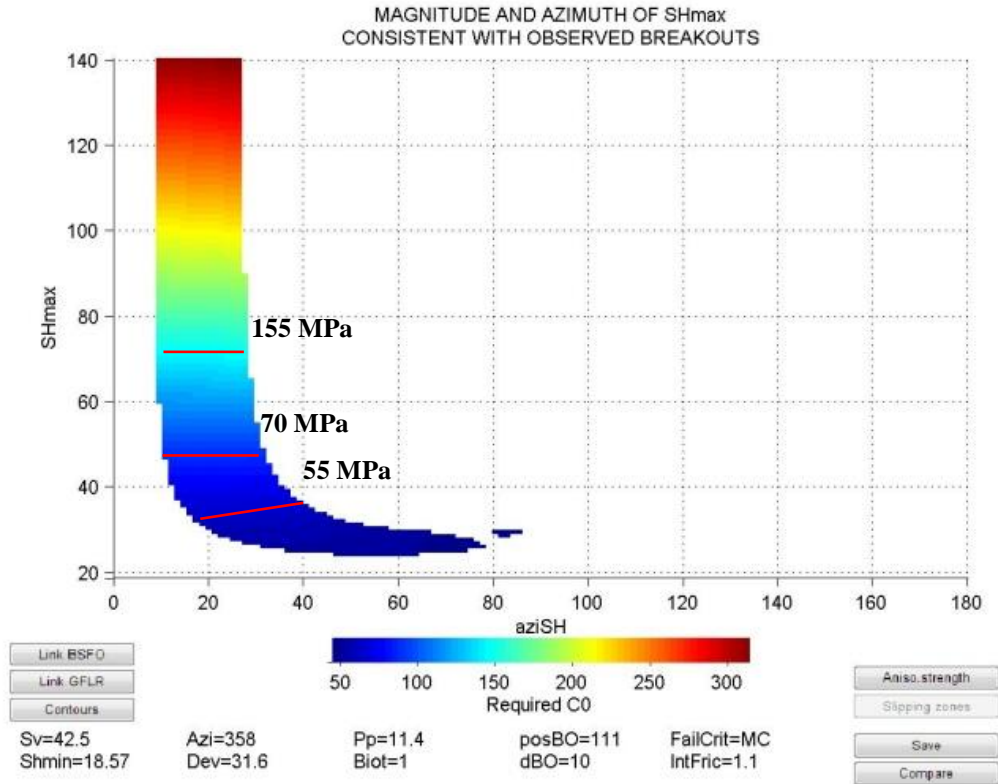 MAGNITUDE AND AZIMUTH OF SHmax
CONSISTENT WITH OBSERVED BREAKOUTS
140
120
100
80
60
40
20
SHmax
155 MPa
70 MPa
55 MPa
0 20 40 60 80 100 120 140 160 180
aziSH
50 100 150 200 250 300
Required C0
Link BSFO
Link GFLR
Contours
Aniso.strength
Slipping zones
Save
Compare
Sv=42.5 Azi=358 Pp=11.4 posBO=111 FailCrit=MC
Shmin=18.57 Dev=31.6 Biot=1 dBO=10 IntFric=1.1